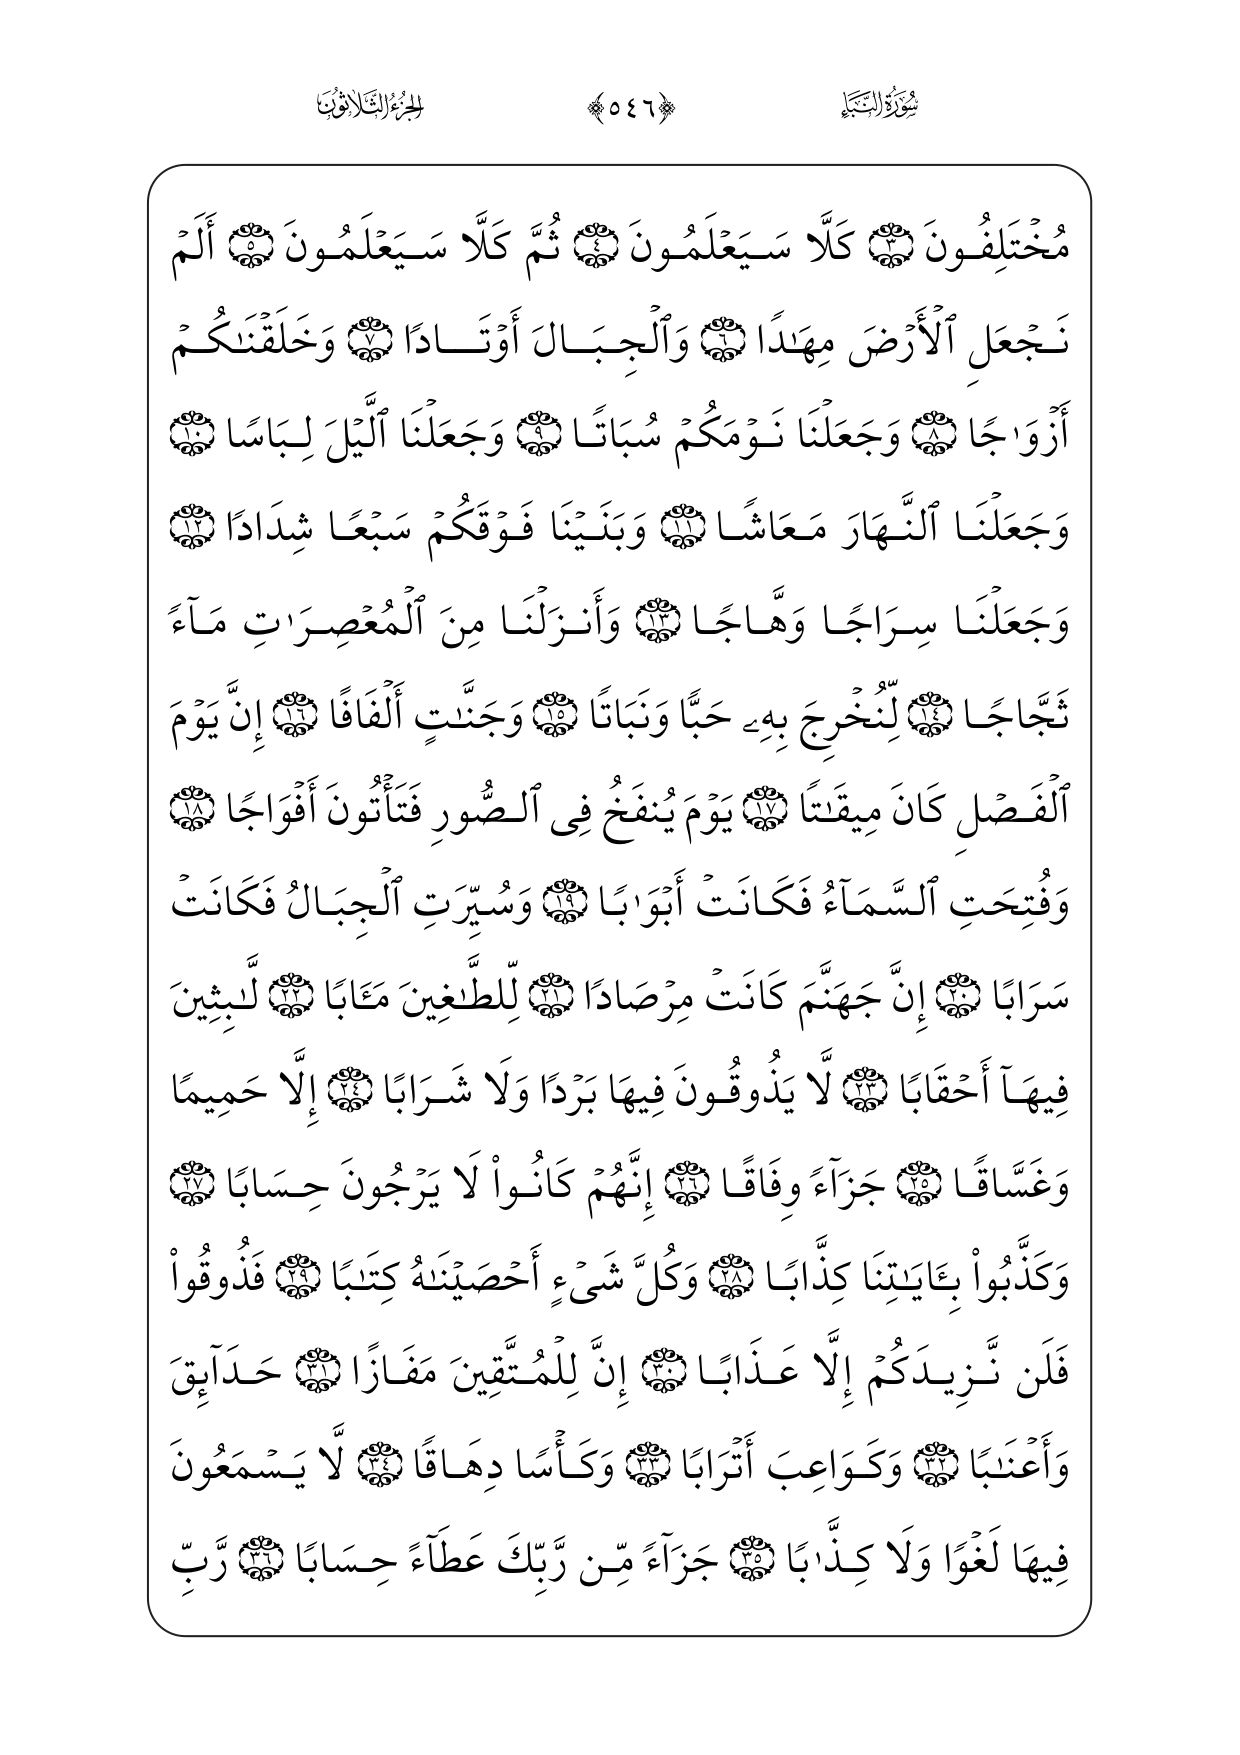 سُورَةُ النَّبَإِ ﴿٥٤٦﴾ الجُزْءُ الثَّلَاثُونَ
مُخۡتَلِفُونَ ٣ كَلَّا سَيَعۡلَمُونَ ٤ ثُمَّ كَلَّا سَيَعۡلَمُونَ ٥ أَلَمۡ
نَجۡعَلِ ٱلۡأَرۡضَ مِهَٰدٗا ٦ وَٱلۡجِبَالَ أَوۡتَادٗا ٧ وَخَلَقۡنَٰكُمۡ
أَزۡوَٰجٗا ٨ وَجَعَلۡنَا نَوۡمَكُمۡ سُبَاتٗا ٩ وَجَعَلۡنَا ٱلَّيۡلَ لِبَاسٗا ١٠
وَجَعَلۡنَا ٱلنَّهَارَ مَعَاشٗا ١١ وَبَنَيۡنَا فَوۡقَكُمۡ سَبۡعٗا شِدَادٗا ١٢
وَجَعَلۡنَا سِرَاجٗا وَهَّاجٗا ١٣ وَأَنزَلۡنَا مِنَ ٱلۡمُعۡصِرَٰتِ مَآءٗ
ثَجَّاجٗا ١٤ لِّنُخۡرِجَ بِهِۦ حَبّٗا وَنَبَاتٗا ١٥ وَجَنَّٰتٍ أَلۡفَافًا ١٦ إِنَّ يَوۡمَ
ٱلۡفَصۡلِ كَانَ مِيقَٰتٗا ١٧ يَوۡمَ يُنفَخُ فِي ٱلصُّورِ فَتَأۡتُونَ أَفۡوَاجٗا ١٨
وَفُتِحَتِ ٱلسَّمَآءُ فَكَانَتۡ أَبۡوَٰبٗا ١٩ وَسُيِّرَتِ ٱلۡجِبَالُ فَكَانَتۡ
سَرَابًا ٢٠ إِنَّ جَهَنَّمَ كَانَتۡ مِرۡصَادٗا ٢١ لِّلطَّٰغِينَ مَـَٔابٗا ٢٢ لَّٰبِثِينَ
فِيهَآ أَحۡقَابٗا ٢٣ لَّا يَذُوقُونَ فِيهَا بَرۡدٗا وَلَا شَرَابًا ٢٤ إِلَّا حَمِيمٗا
وَغَسَّاقٗا ٢٥ جَزَآءٗ وِفَاقًا ٢٦ إِنَّهُمۡ كَانُواْ لَا يَرۡجُونَ حِسَابٗا ٢٧
وَكَذَّبُواْ بِـَٔايَٰتِنَا كِذَّابٗا ٢٨ وَكُلَّ شَيۡءٍ أَحۡصَيۡنَٰهُ كِتَٰبٗا ٢٩ فَذُوقُواْ
فَلَن نَّزِيدَكُمۡ إِلَّا عَذَابًا ٣٠ إِنَّ لِلۡمُتَّقِينَ مَفَازًا ٣١ حَدَآئِقَ
وَأَعۡنَٰبٗا ٣٢ وَكَوَاعِبَ أَتۡرَابٗا ٣٣ وَكَأۡسٗا دِهَاقٗا ٣٤ لَّا يَسۡمَعُونَ
فِيهَا لَغۡوٗا وَلَا كِذَّٰبٗا ٣٥ جَزَآءٗ مِّن رَّبِّكَ عَطَآءً حِسَابٗا ٣٦ رَّبِّ